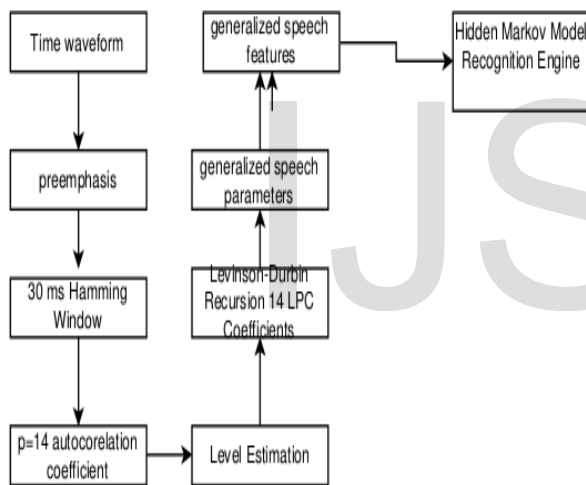 Time waveform
preemphasis
30 ms Hamming
Window
p=14 autocorelation
coefficient
Level Estimation
Levinson-Durbin
Recursion 14 LPC
Coefficients
generalized speech
parameters
generalized speech
features
Hidden Markov Model
Recognition Engine
IJS